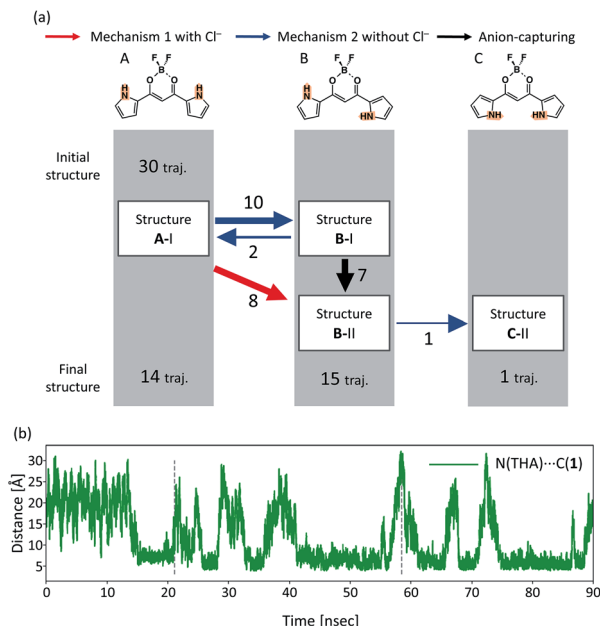 (a)
Mechanism 1 with Cl⁻ Mechanism 2 without Cl⁻ Anion-capturing
A B C
F F F F F F
B B B
H O O H H O O O O
N N N
HN NH HN
Initial structure
30 traj.
10
Structure A-I
Structure B-I
2
7
8
Structure B-II
1
Structure C-II
Final structure
14 traj. 15 traj. 1 traj.
(b)
N(THA)···C(1)
Distance [Å]
30
25
20
15
10
5
0 10 20 30 40 50 60 70 80 90
Time [nsec]